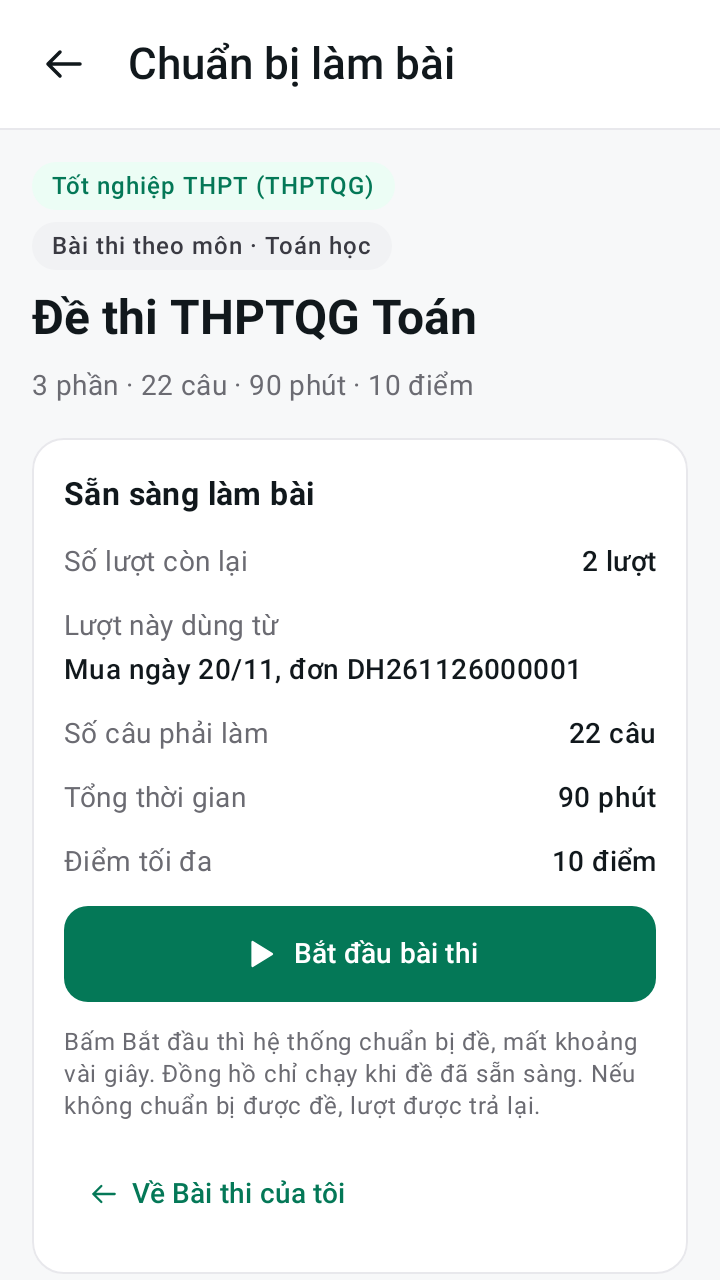 Chuẩn bị làm bài
Tốt nghiệp THPT (THPTQG)
Bài thi theo môn · Toán học
Đề thi THPTQG Toán
3 phần · 22 câu · 90 phút · 10 điểm
Sẵn sàng làm bài
Số lượt còn lại 2 lượt
Lượt này dùng từ
Mua ngày 20/11, đơn DH261126000001
Số câu phải làm 22 câu
Tổng thời gian 90 phút
Điểm tối đa 10 điểm
Bắt đầu bài thi
Bấm Bắt đầu thì hệ thống chuẩn bị đề, mất khoảng
vài giây. Đồng hồ chỉ chạy khi đề đã sẵn sàng. Nếu
không chuẩn bị được đề, lượt được trả lại.
Về Bài thi của tôi